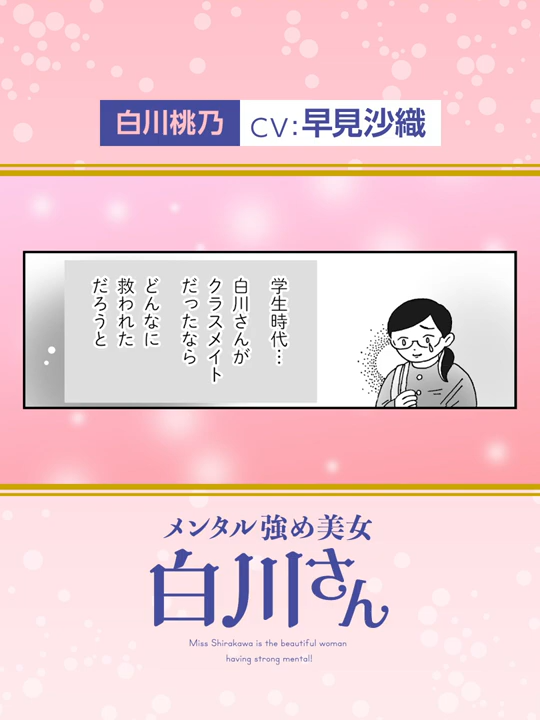 白川桃乃
CV:早見沙織
学生時代…
白川さんが
クラスメイト
だったなら
どんなに
救われた
だろうと
メンタル強め美女
白川さん
Miss Shirakawa is the beautiful woman
having strong mental!